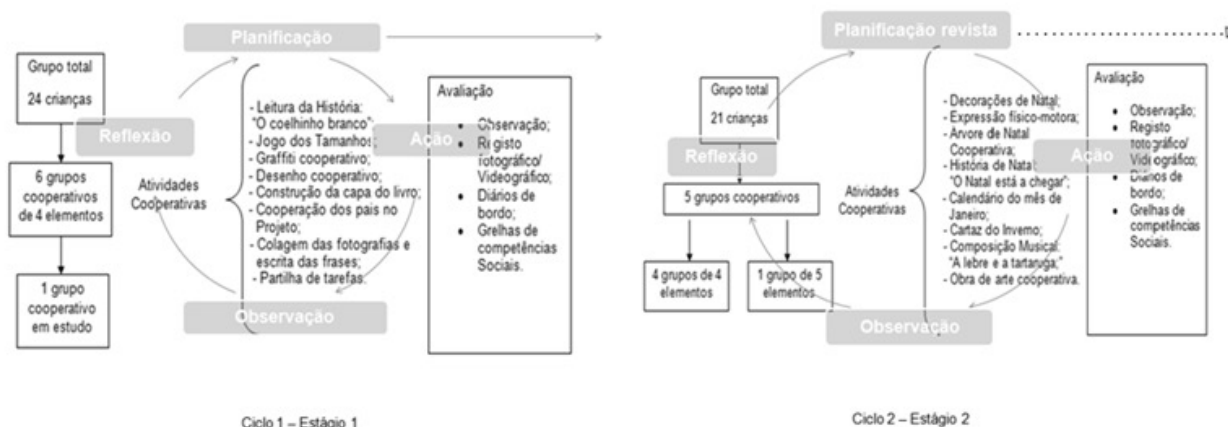 Planificação
Grupo total
24 crianças
Reflexão
6 grupos
cooperativos
de 4 elementos
1 grupo
cooperativo
em estudo
Atividades
Cooperativas
- Leitura da História:
"O coelhinho branco";
- Jogo dos Tamanhos;
- Graffiti cooperativo;
- Desenho cooperativo;
- Construção da capa do livro;
- Cooperação dos pais no
Projeto;
- Colagem das fotografias e
escrita das frases;
- Partilha de tarefas.
Ação
Observação
Avaliação
• Observação;
• Registo
fotográfico/
Videográfico;
• Diários de
bordo;
• Grelhas de
competências
Sociais.
Ciclo 1 – Estágio 1
Planificação revista
Grupo total
21 crianças
Reflexão
5 grupos cooperativos
4 grupos de 4
elementos
1 grupo de 5
elementos
Atividades
Cooperativas
- Decorações de Natal;
- Expressão físico-motora;
- Árvore de Natal
Cooperativa;
- História de Natal:
"O Natal está a chegar";
- Calendário do mês de
Janeiro;
- Cartaz do Inverno;
- Composição Musical:
"A lebre e a tartaruga;"
- Obra de arte cooperativa.
Ação
Observação
Avaliação
• Observação;
• Registo
fotográfico/
Videográfico;
• Diários de
bordo;
• Grelhas de
competências
Sociais.
Ciclo 2 – Estágio 2